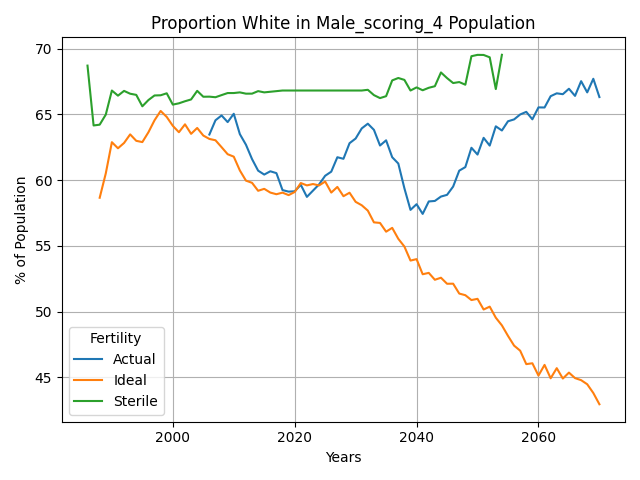 Proportion White in Male_scoring_4 Population
% of Population
70
65
60
55
50
45
Fertility
Actual
Ideal
Sterile
2000
2020
2040
2060
Years